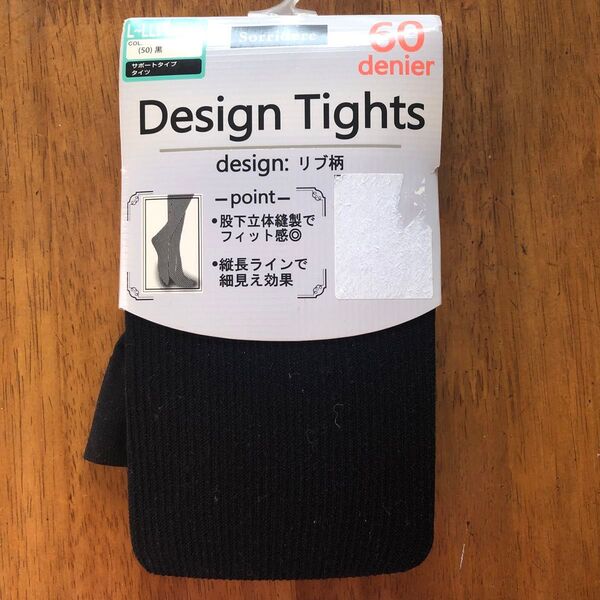 L-LL
COL.
(50) 黒
サポートタイプ
タイツ
Sorridere
60
denier
Design Tights
design: リブ柄
—point—
•股下立体縫製で
フィット感◎
•縦長ラインで
細見え効果